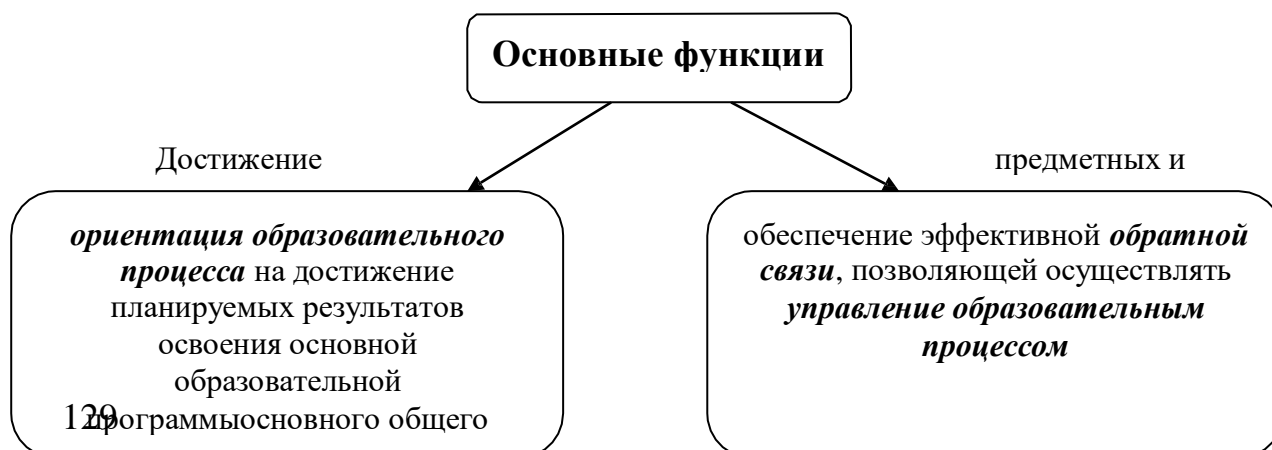 Основные функции
Достижение предметных и
ориентация образовательного
процесса на достижение
планируемых результатов
освоения основной
образовательной
программыосновного общего
129
обеспечение эффективной обратной
связи, позволяющей осуществлять
управление образовательным
процессом